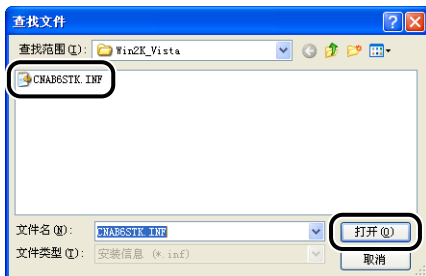 查找文件
查找范围(I): Win2K_Vista
CNAB6STK.INF
文件名(N): CNAB6STK.INF 打开(O)
文件类型(T): 安装信息 (*.inf) 取消